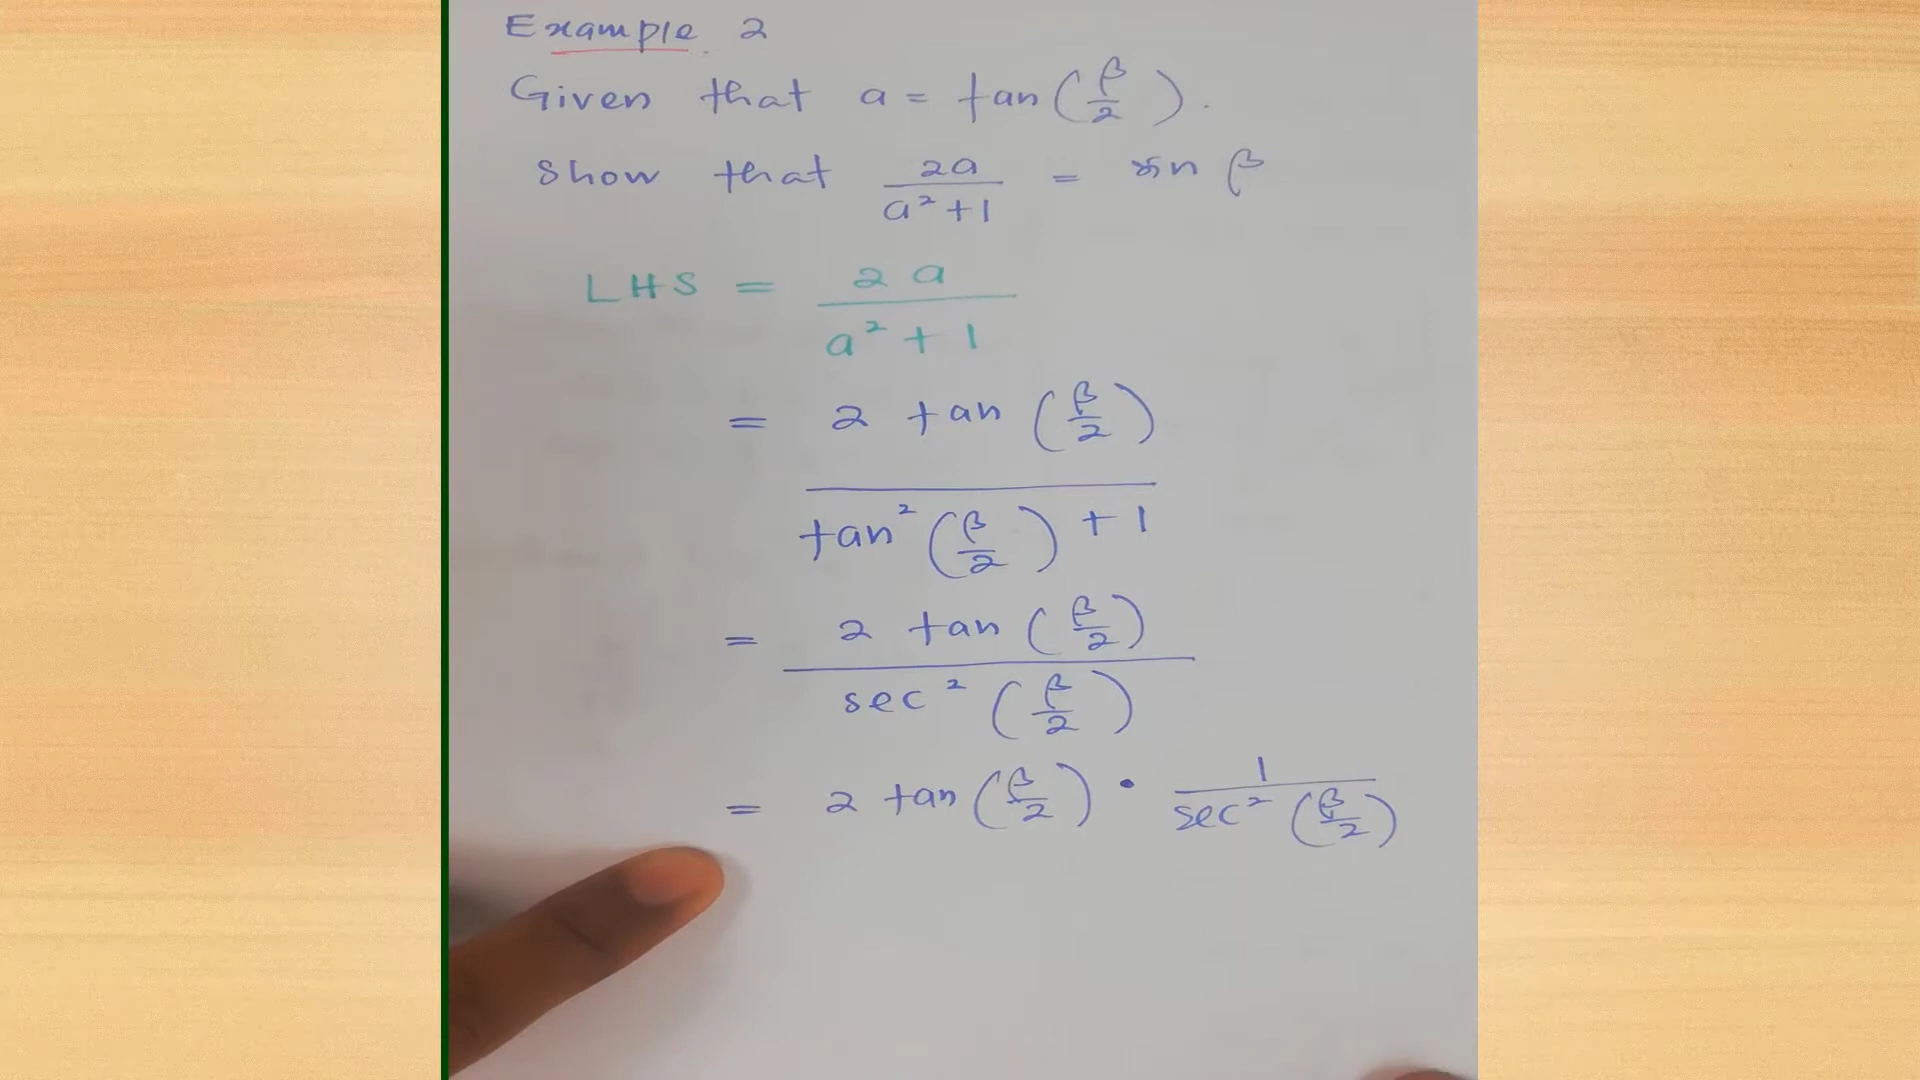 Example 2
Given that a = tan(β/2).
Show that 2a/(a²+1) = sin β
LHS = 2a/(a²+1)
= 2 tan(β/2)/(tan²(β/2) + 1)
= 2 tan(β/2)/sec²(β/2)
= 2 tan(β/2) • 1/sec²(β/2)